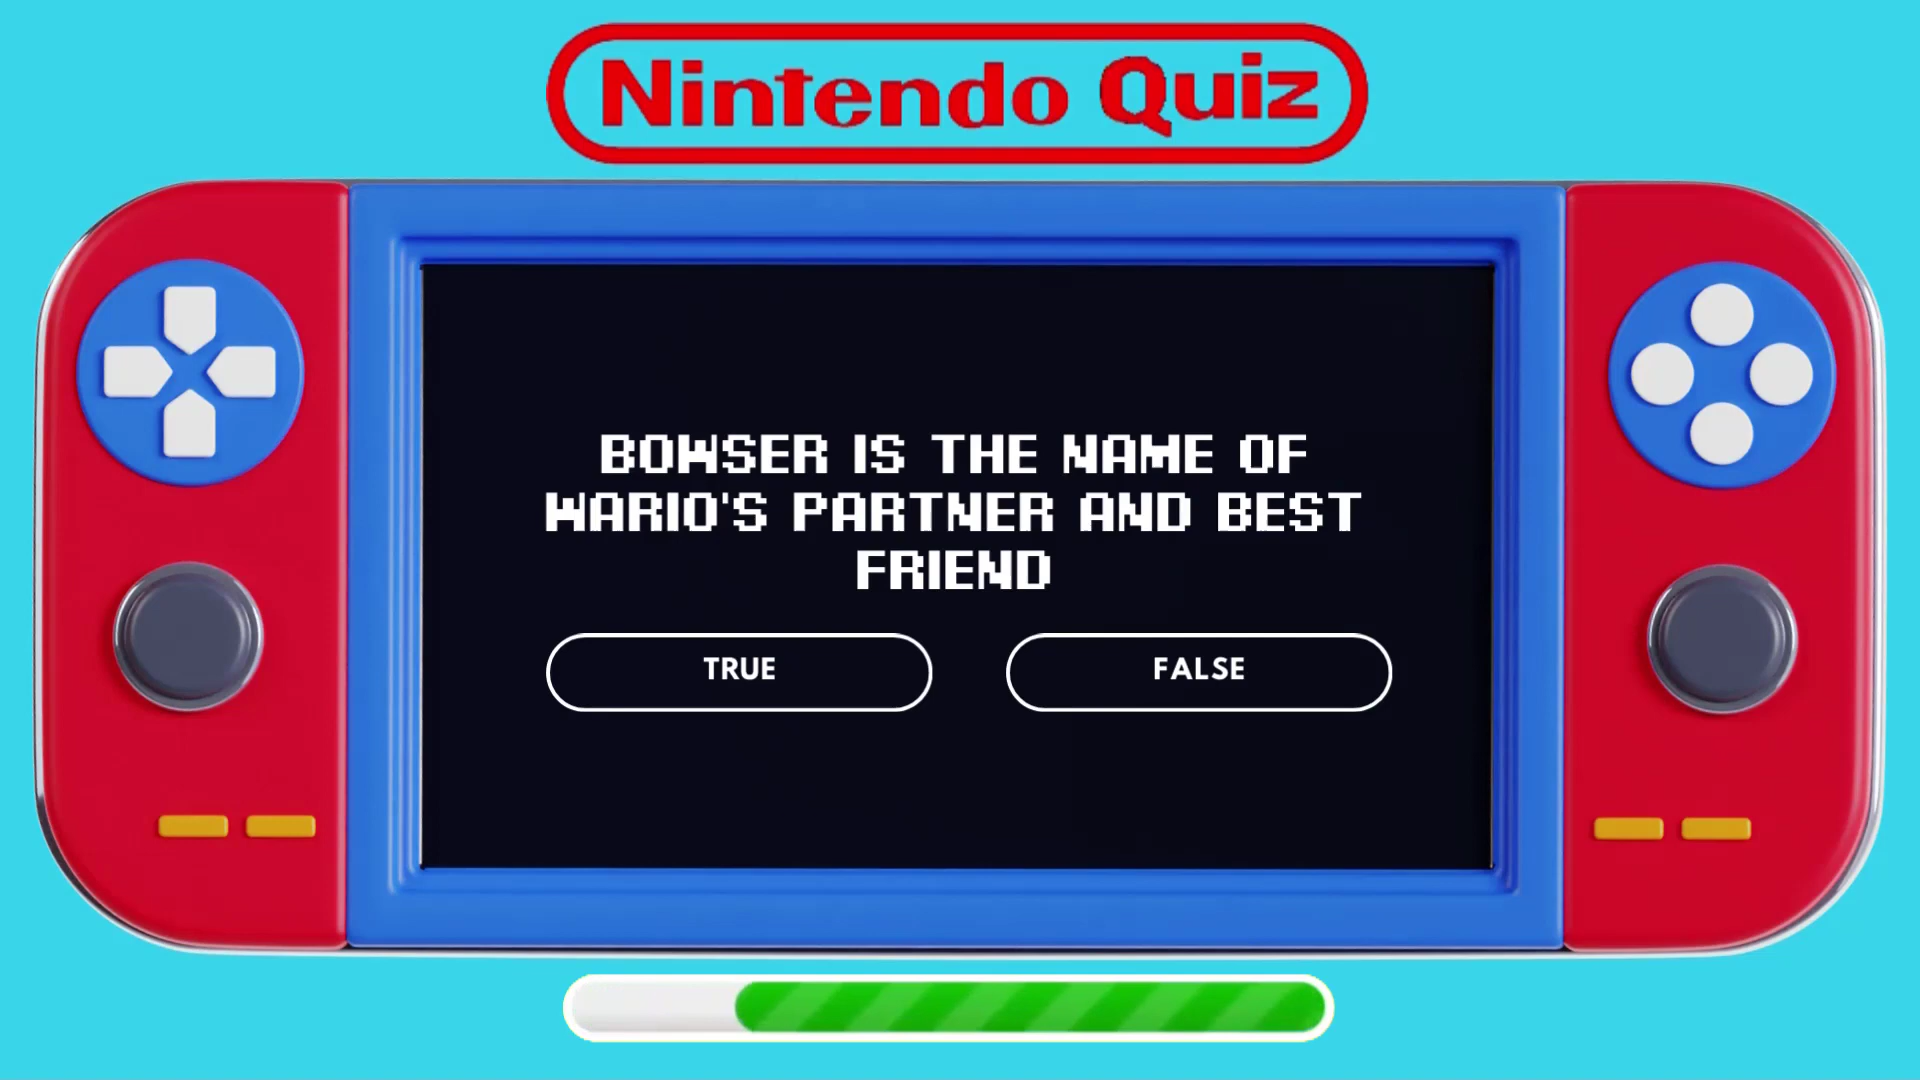 Nintendo Quiz
BOWSER IS THE NAME OF
WARIO'S PARTNER AND BEST
FRIEND
TRUE
FALSE